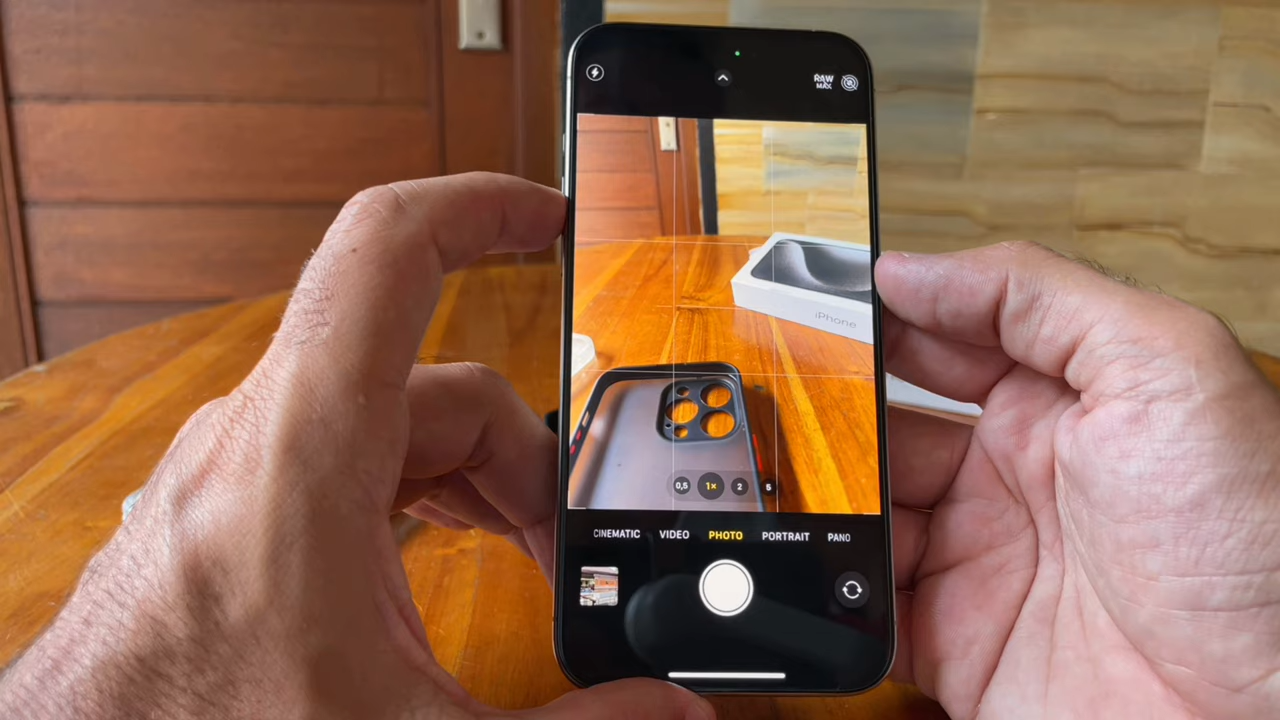 RAW
MAX
iPhone
0,5 1× 2 5
CINEMATIC VIDEO PHOTO PORTRAIT PANO